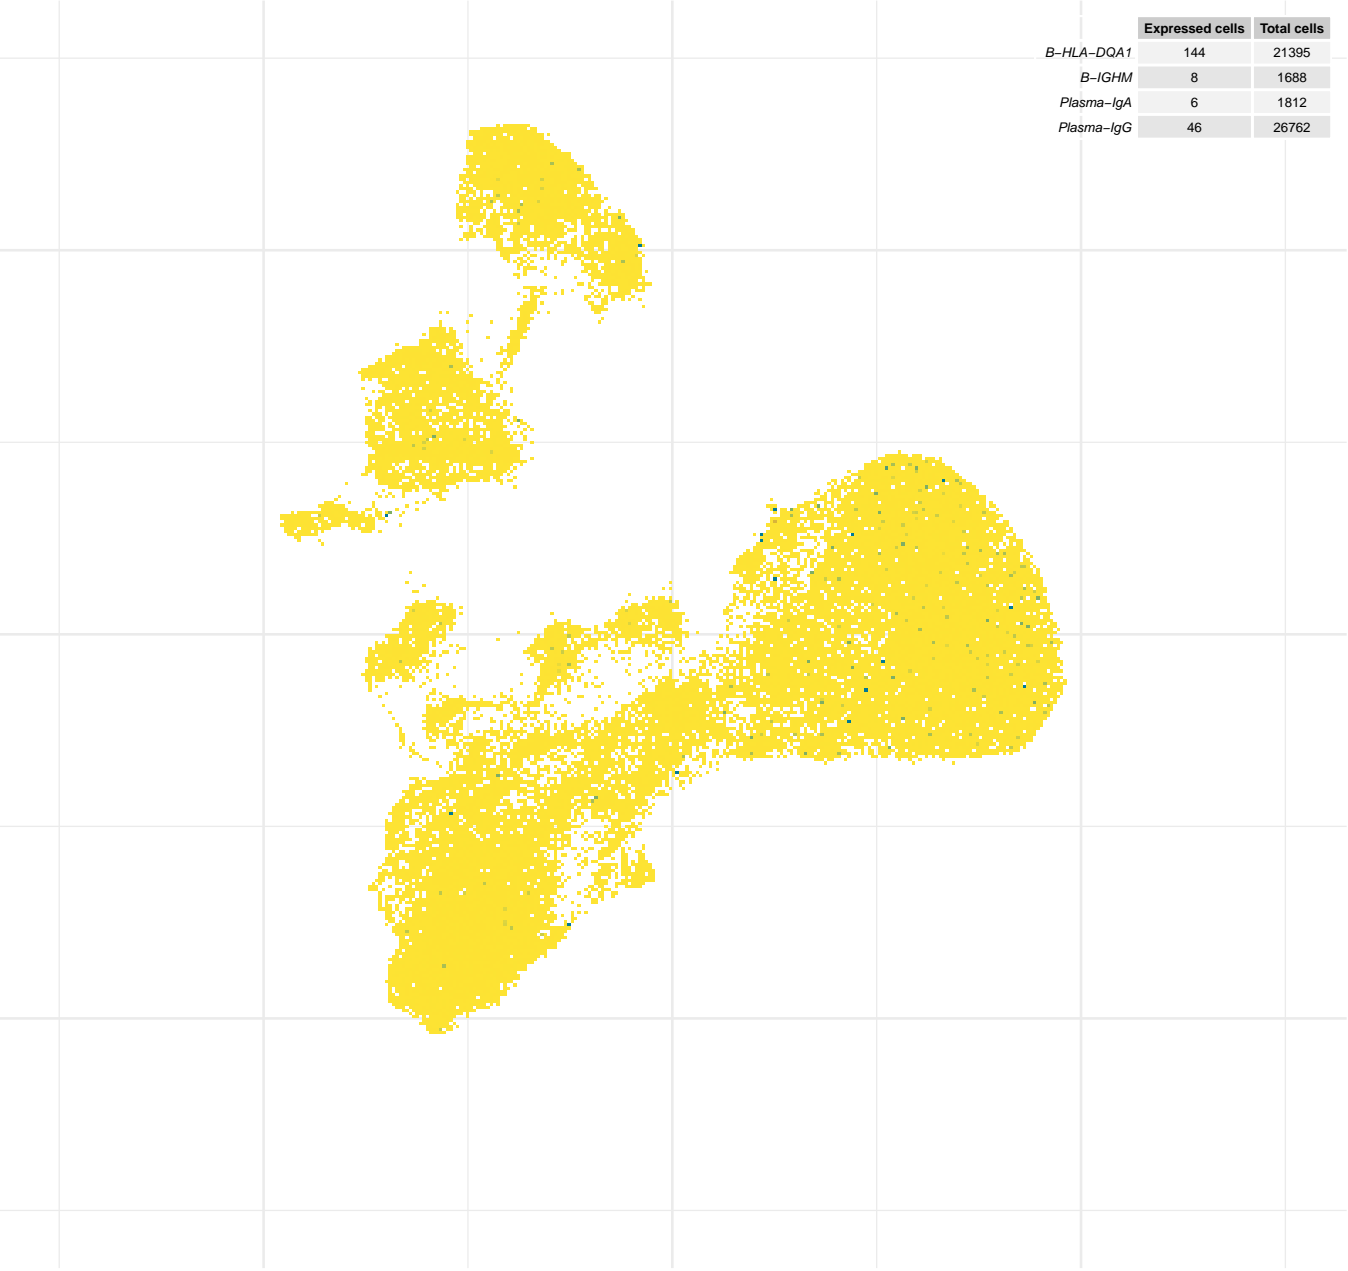 Expressed cells Total cells
B−HLA−DQA1 144 21395
B−IGHM 8 1688
Plasma−IgA 6 1812
Plasma−IgG 46 26762